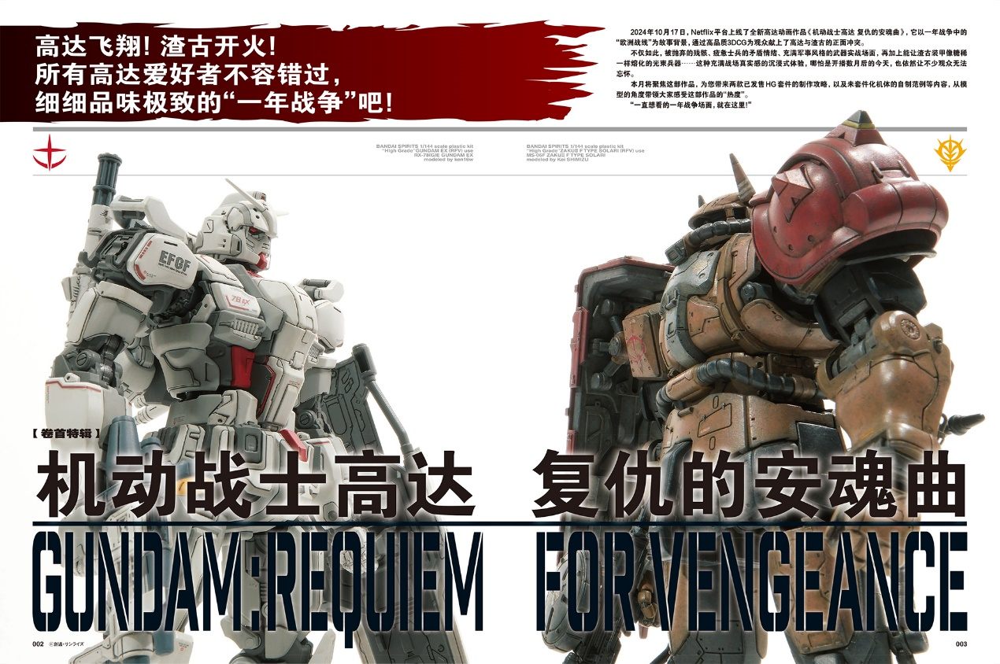 高达飞翔！渣古开火！
所有高达爱好者不容错过，
细细品味极致的“一年战争”吧！
2024年10月17日，Netflix平台上线了全新高达动画作品《机动战士高达 复仇的安魂曲》，它以一年战争中的
“欧洲战线”为故事背景，通过高品质3DCG为观众献上了高达与渣古的正面冲突。
不仅如此，被抛弃的残骸、疲惫士兵的矛盾情绪、充满军事风格的武器实战场面，再加上能让渣古装甲像糖稀
一样熔化的光束兵器……这种充满战场真实感的沉浸式体验，哪怕是开播数月后的今天，也依然让不少观众无法
忘怀。
本月将聚焦这部作品，为您带来两款已发售HG套件的制作攻略，以及未套件化机体的自制范例等内容，从模
型的角度带领大家感受这部作品的“热度”。
“一直想看的一年战争场面，就在这里！”
BANDAI SPIRITS 1/144 scale plastic kit
"High Grade"GUNDAM EX (RFV) use
RX-78(G)E GUNDAM EX
modeled by ken16w
BANDAI SPIRITS 1/144 scale plastic kit
"High Grade"ZAKUⅡ F TYPE SOLARI (RFV) use
MS-06F ZAKUⅡ F TYPE SOLARI
modeled by Kei SHIMIZU
EFGF
78 EX
【卷首特辑】
机动战士高达 复仇的安魂曲
GUNDAM:REQUIEM FOR VENGEANCE
002 ©創通・サンライズ
003